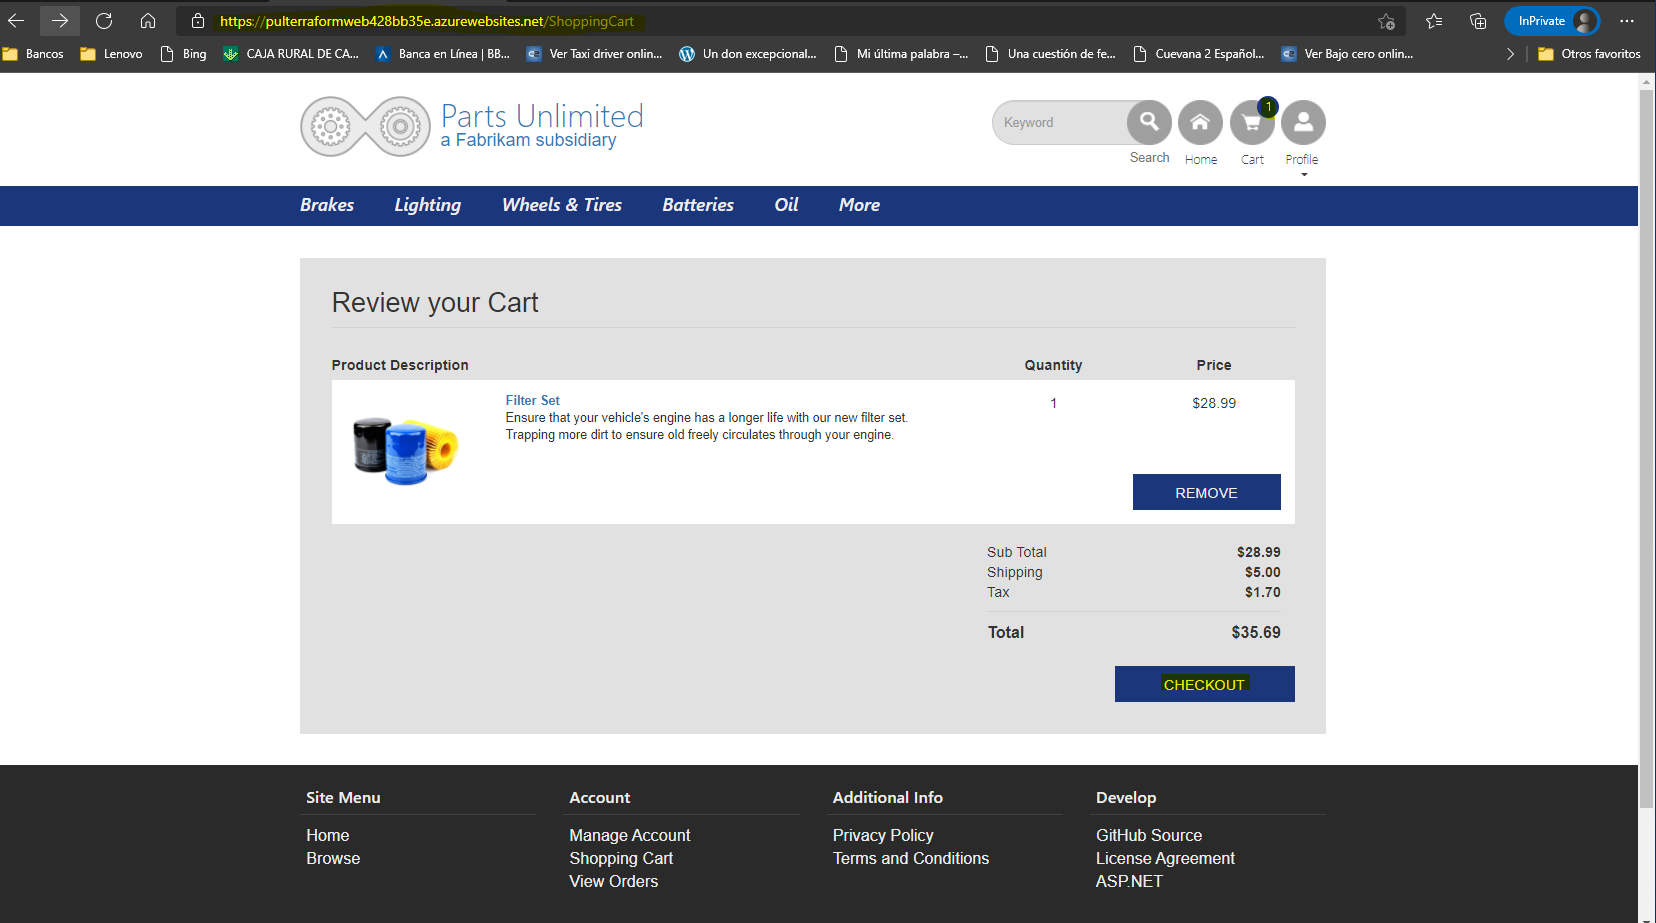 https://pulterraformweb428bb35e.azurewebsites.net/ShoppingCart
InPrivate
Bancos
Lenovo
Bing
CAJA RURAL DE CA...
Banca en Línea | BB...
Ver Taxi driver onlin...
Un don excepcional...
Mi última palabra –...
Una cuestión de fe...
Cuevana 2 Español...
Ver Bajo cero onlin...
Otros favoritos
Parts Unlimited
a Fabrikam subsidiary
Keyword
1
Search
Home
Cart
Profile
Brakes
Lighting
Wheels & Tires
Batteries
Oil
More
Review your Cart
Product Description
Quantity
Price
Filter Set
Ensure that your vehicle's engine has a longer life with our new filter set.
Trapping more dirt to ensure old freely circulates through your engine.
1
$28.99
REMOVE
Sub Total $28.99
Shipping $5.00
Tax $1.70
Total $35.69
CHECKOUT
Site Menu
Home
Browse
Account
Manage Account
Shopping Cart
View Orders
Additional Info
Privacy Policy
Terms and Conditions
Develop
GitHub Source
License Agreement
ASP.NET